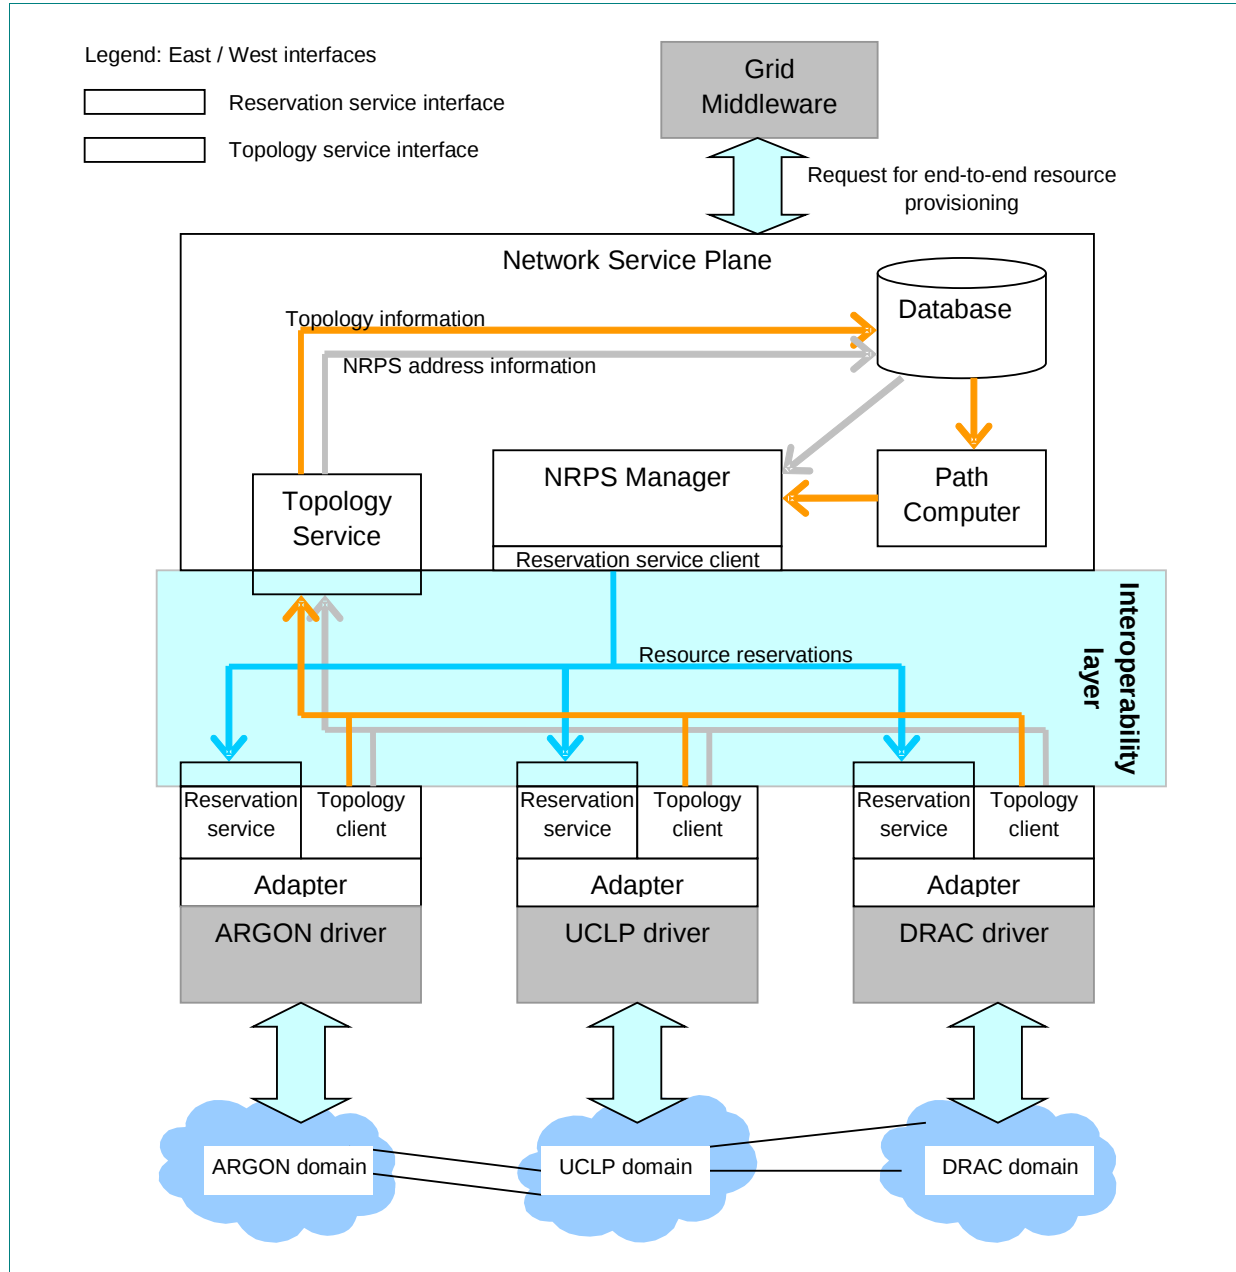 Legend: East / West interfaces
Reservation service interface
Topology service interface
Grid
Middleware
Request for end-to-end resource
provisioning
Network Service Plane
Database
Topology information
NRPS address information
NRPS Manager
Path
Computer
Topology
Service
Reservation service client
Interoperability
layer
Resource reservations
Reservation
service
Topology
client
Reservation
service
Topology
client
Reservation
service
Topology
client
Adapter
Adapter
Adapter
ARGON driver
UCLP driver
DRAC driver
ARGON domain
UCLP domain
DRAC domain